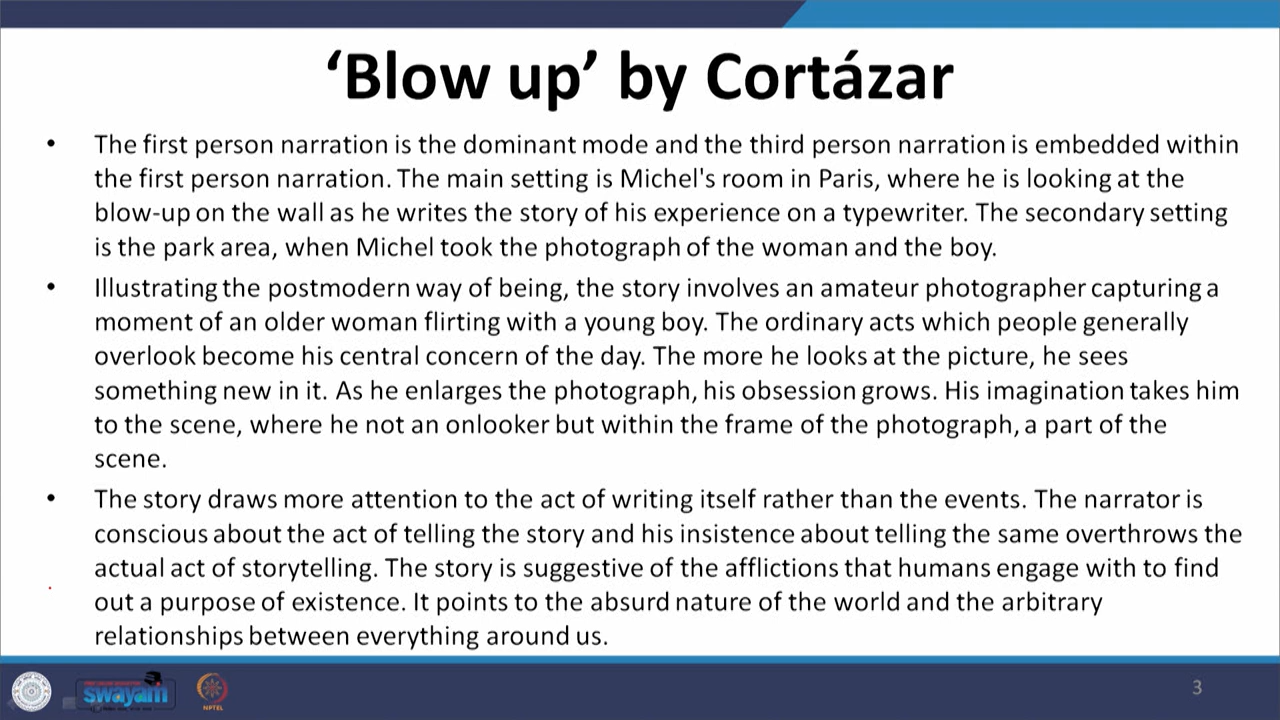 ‘Blow up’ by Cortázar
• The first person narration is the dominant mode and the third person narration is embedded within
the first person narration. The main setting is Michel's room in Paris, where he is looking at the
blow-up on the wall as he writes the story of his experience on a typewriter. The secondary setting
is the park area, when Michel took the photograph of the woman and the boy.
• Illustrating the postmodern way of being, the story involves an amateur photographer capturing a
moment of an older woman flirting with a young boy. The ordinary acts which people generally
overlook become his central concern of the day. The more he looks at the picture, he sees
something new in it. As he enlarges the photograph, his obsession grows. His imagination takes him
to the scene, where he not an onlooker but within the frame of the photograph, a part of the
scene.
• The story draws more attention to the act of writing itself rather than the events. The narrator is
conscious about the act of telling the story and his insistence about telling the same overthrows the
actual act of storytelling. The story is suggestive of the afflictions that humans engage with to find
out a purpose of existence. It points to the absurd nature of the world and the arbitrary
relationships between everything around us.
swayam
NPTEL
3